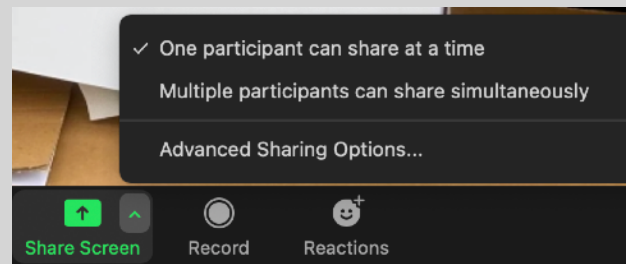 One participant can share at a time
Multiple participants can share simultaneously
Advanced Sharing Options...
Share Screen
Record
Reactions